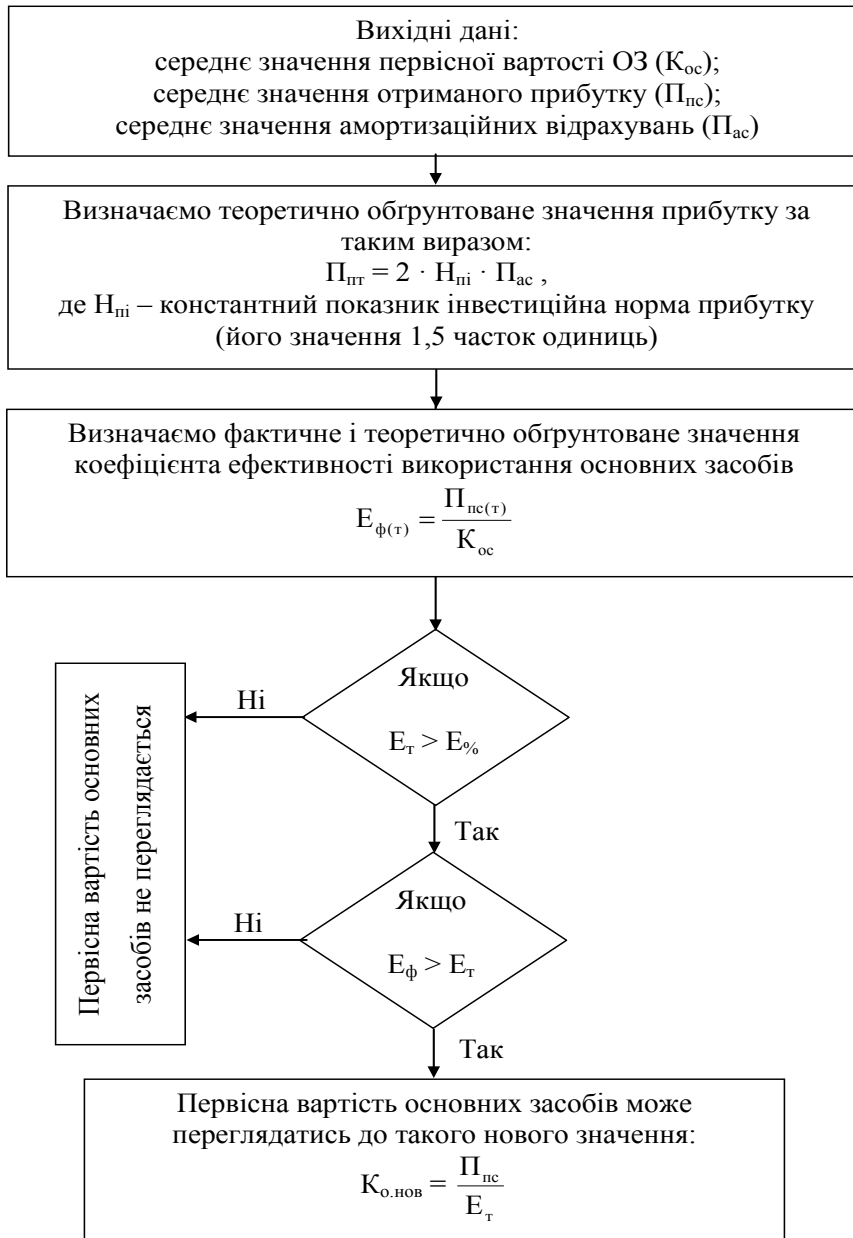 Вихідні дані:
середнє значення первісної вартості ОЗ (Кос);
середнє значення отриманого прибутку (Ппс);
середнє значення амортизаційних відрахувань (Пас)
Визначаємо теоретично обґрунтоване значення прибутку за
таким виразом:
Ппт = 2 · Нпі · Пас ,
де Нпі – константний показник інвестиційна норма прибутку
(його значення 1,5 часток одиниць)
Визначаємо фактичне і теоретично обґрунтоване значення
коефіцієнта ефективності використання основних засобів
Еф(т) = Ппс(т) / Кос
Якщо
Ет > Е%
Ні
Так
Первісна вартість основних
засобів не переглядається
Якщо
Еф > Ет
Ні
Так
Первісна вартість основних засобів може
переглядатись до такого нового значення:
Ко.нов = Ппс / Ет